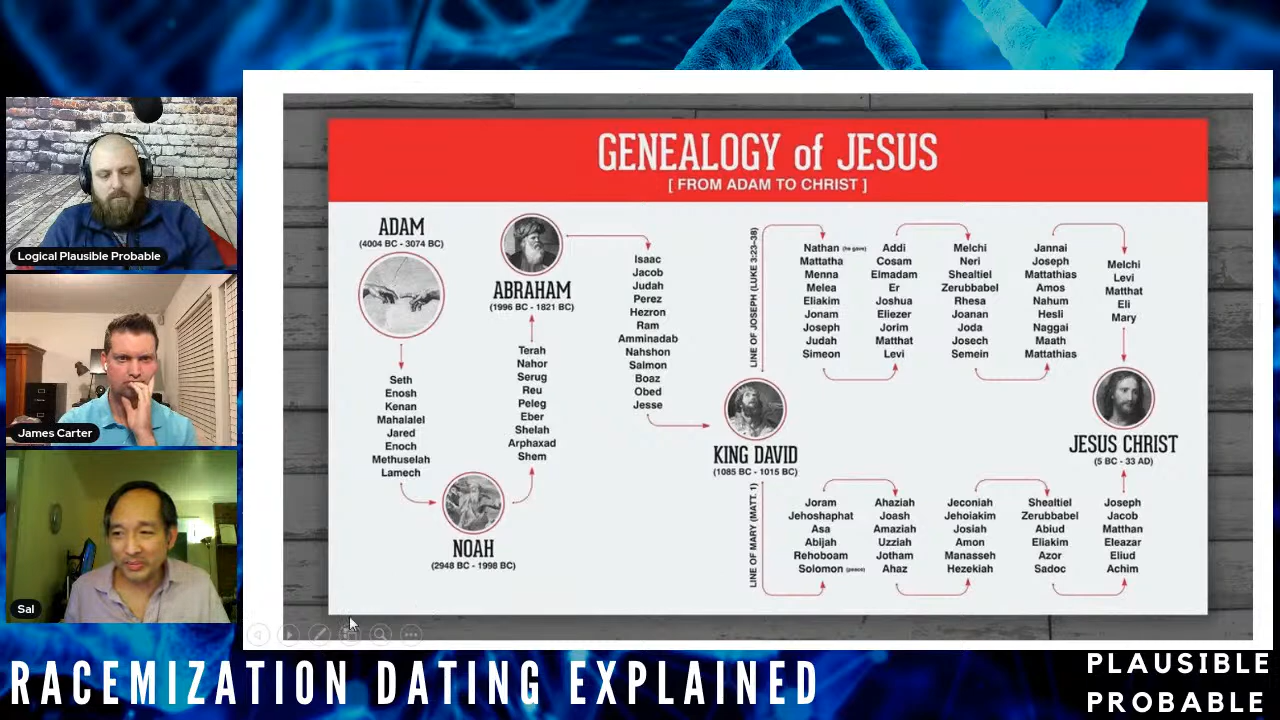 Logical Plausible Probable
James Carter
Sal
GENEALOGY of JESUS
[ FROM ADAM TO CHRIST ]
ADAM
(4004 BC - 3074 BC)
Seth
Enosh
Kenan
Mahalalel
Jared
Enoch
Methuselah
Lamech
NOAH
(2948 BC - 1998 BC)
ABRAHAM
(1996 BC - 1821 BC)
Terah
Nahor
Serug
Reu
Peleg
Eber
Shelah
Arphaxad
Shem
Isaac
Jacob
Judah
Perez
Hezron
Ram
Amminadab
Nahshon
Salmon
Boaz
Obed
Jesse
KING DAVID
(1085 BC - 1015 BC)
LINE OF JOSEPH (LUKE 3:23-38)
Nathan (he gave)
Mattatha
Menna
Melea
Eliakim
Jonam
Joseph
Judah
Simeon
Addi
Cosam
Elmadam
Er
Joshua
Eliezer
Jorim
Matthat
Levi
Melchi
Neri
Shealtiel
Zerubbabel
Rhesa
Joanan
Joda
Josech
Semein
Jannai
Joseph
Mattathias
Amos
Nahum
Hesli
Naggai
Maath
Mattathias
Melchi
Levi
Matthat
Eli
Mary
JESUS CHRIST
(5 BC - 33 AD)
LINE OF MARY (MATT. 1)
Joram
Jehoshaphat
Asa
Abijah
Rehoboam
Solomon (peace)
Ahaziah
Joash
Amaziah
Uzziah
Jotham
Ahaz
Jeconiah
Jehoiakim
Josiah
Amon
Manasseh
Hezekiah
Shealtiel
Zerubbabel
Abiud
Eliakim
Azor
Sadoc
Joseph
Jacob
Matthan
Eleazar
Eliud
Achim
RACEMIZATION DATING EXPLAINED
PLAUSIBLE
PROBABLE